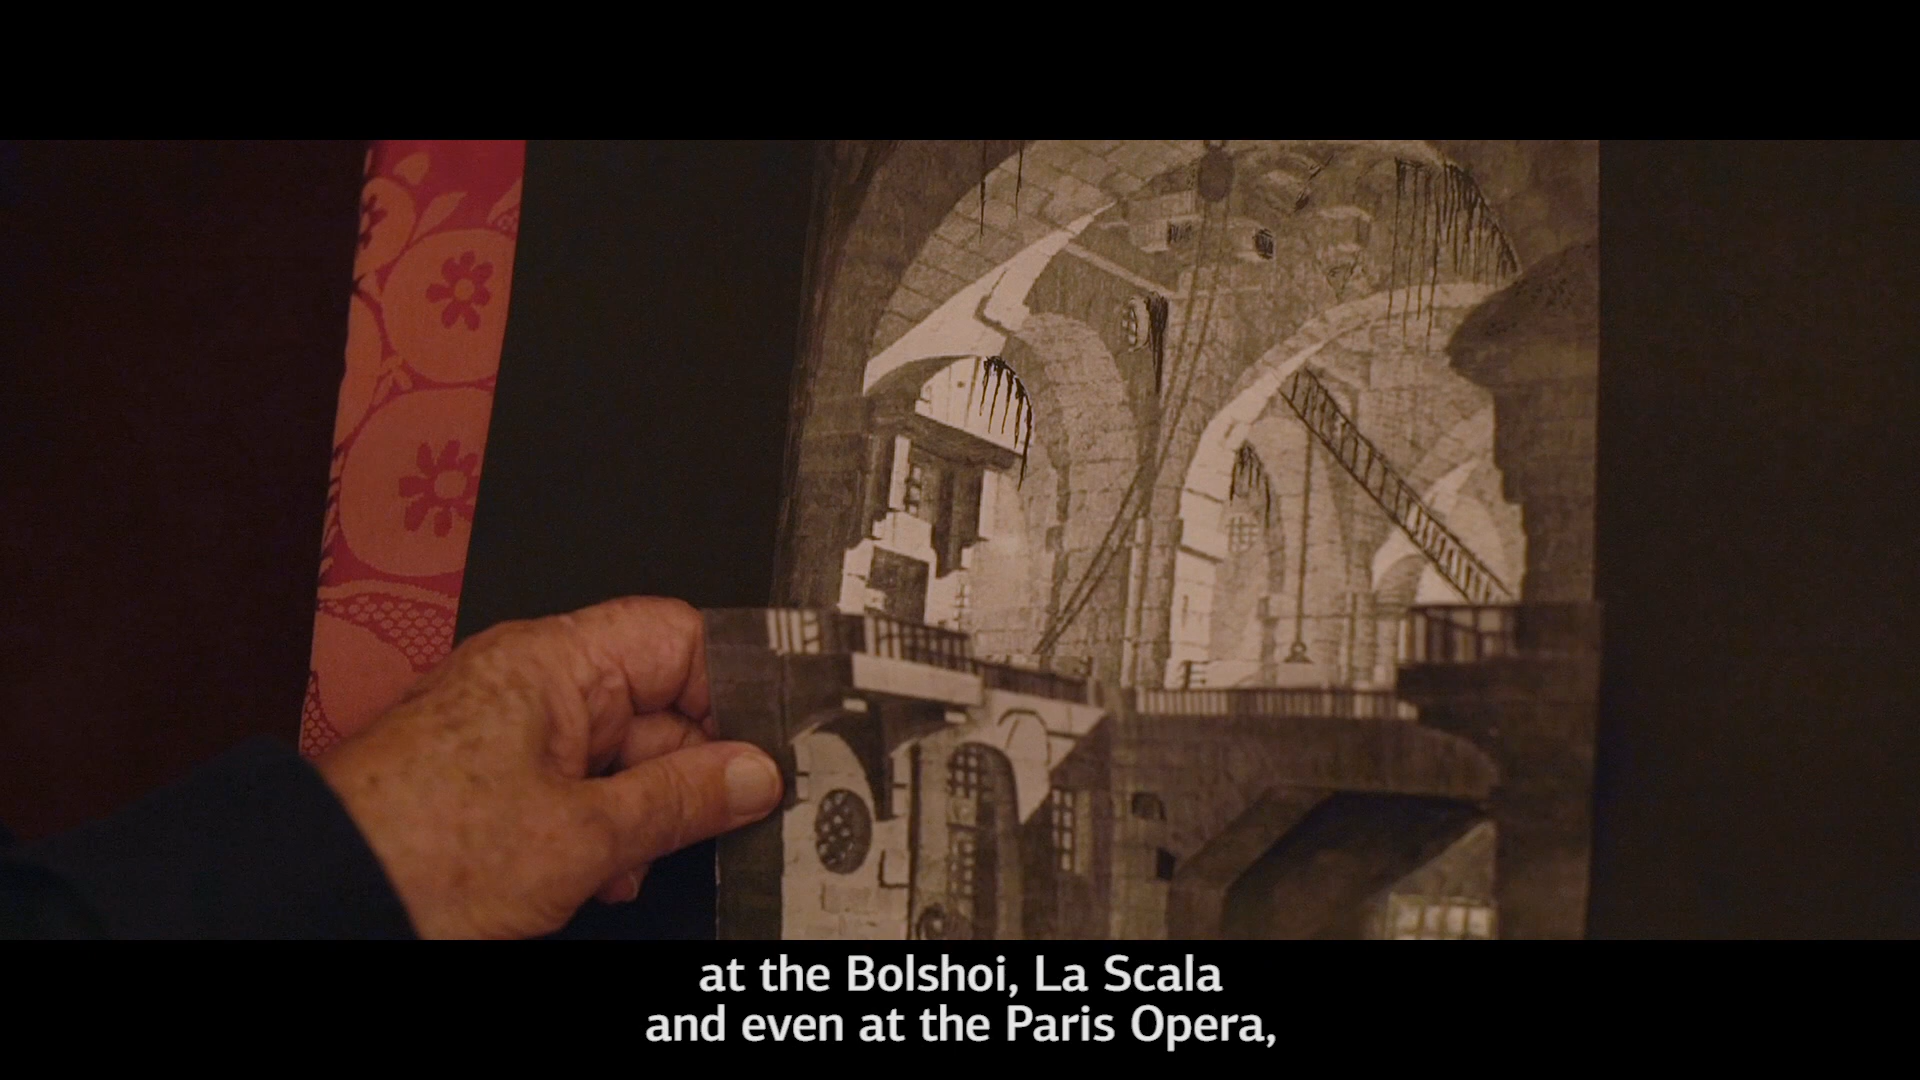 at the Bolshoi, La Scala
and even at the Paris Opera,